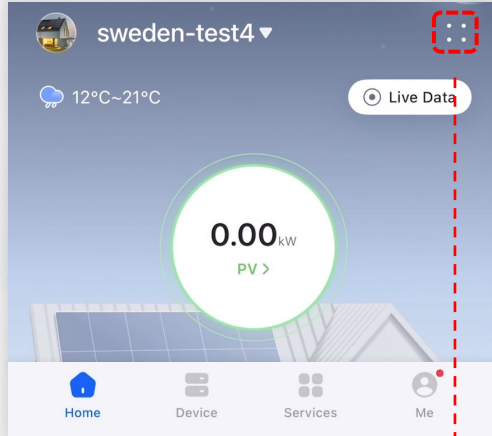 sweden-test4▼
12°C~21°C
Live Data
0.00kW
PV >
Home
Device
Services
Me